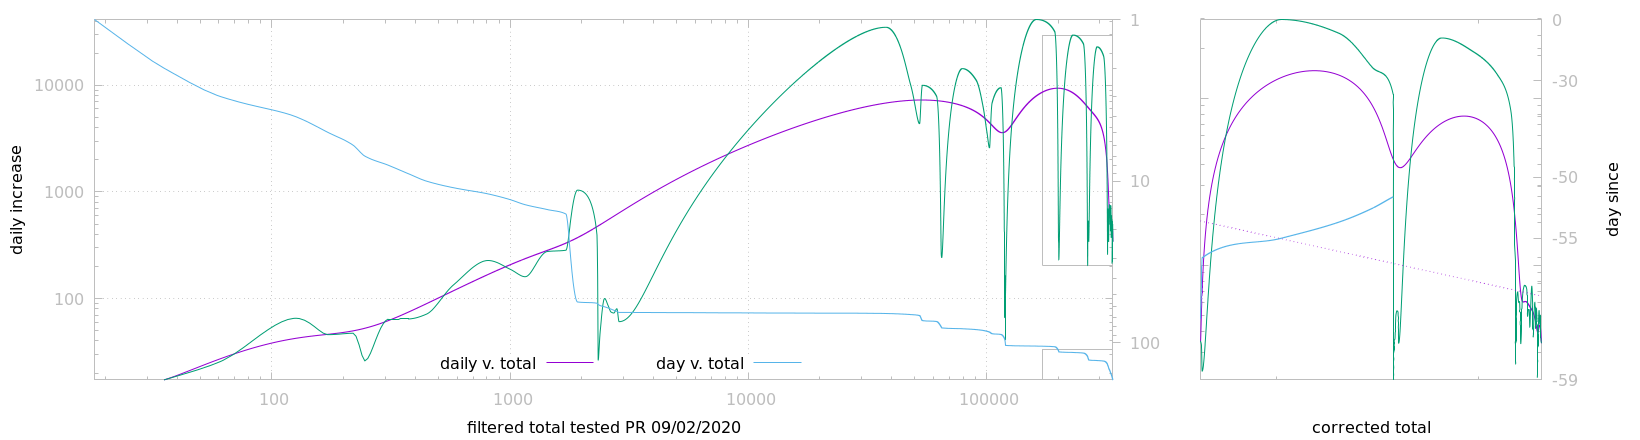 daily increase
10000
1000
100
100
1000
10000
100000
filtered total tested PR 09/02/2020
daily v. total
day v. total
1
10
100
0
-30
-50
-55
-59
day since
corrected total